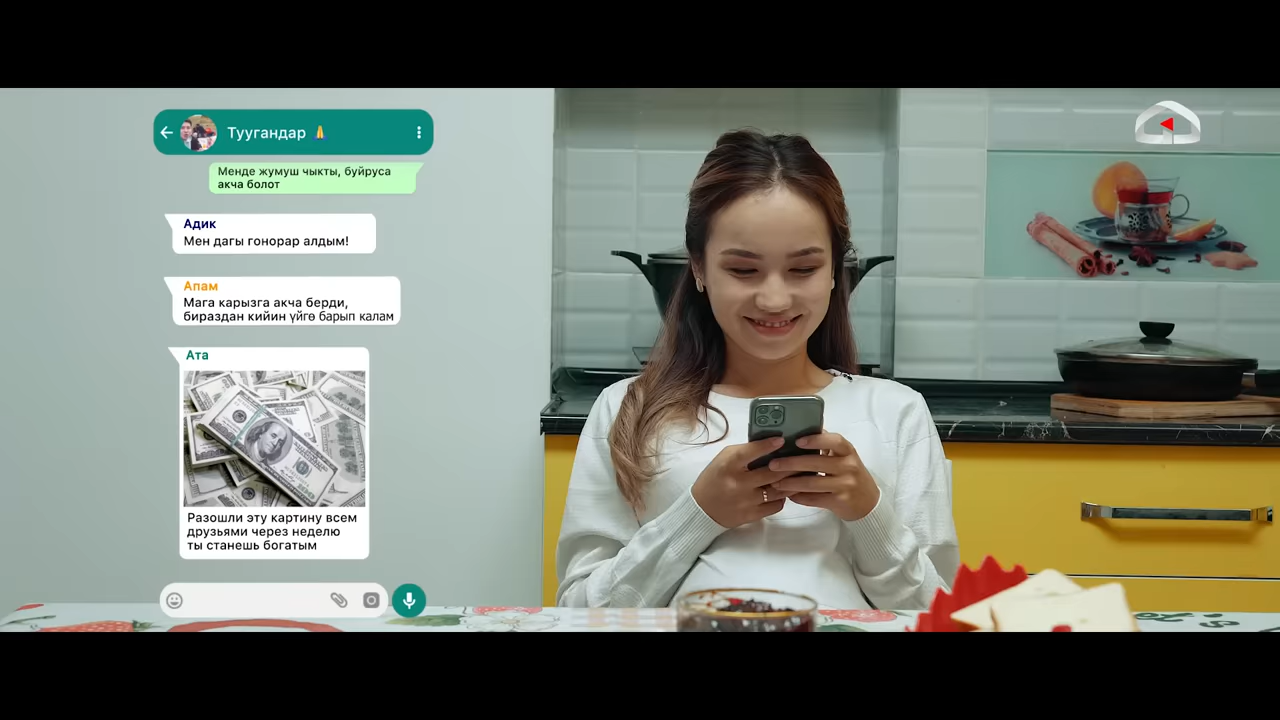 Туугандар
Менде жумуш чыкты, буйруса
акча болот
Адик
Мен дагы гонорар алдым!
Апам
Мага карызга акча берди,
бираздан кийин үйгө барып калам
Ата
Разошли эту картину всем
друзьями через неделю
ты станешь богатым